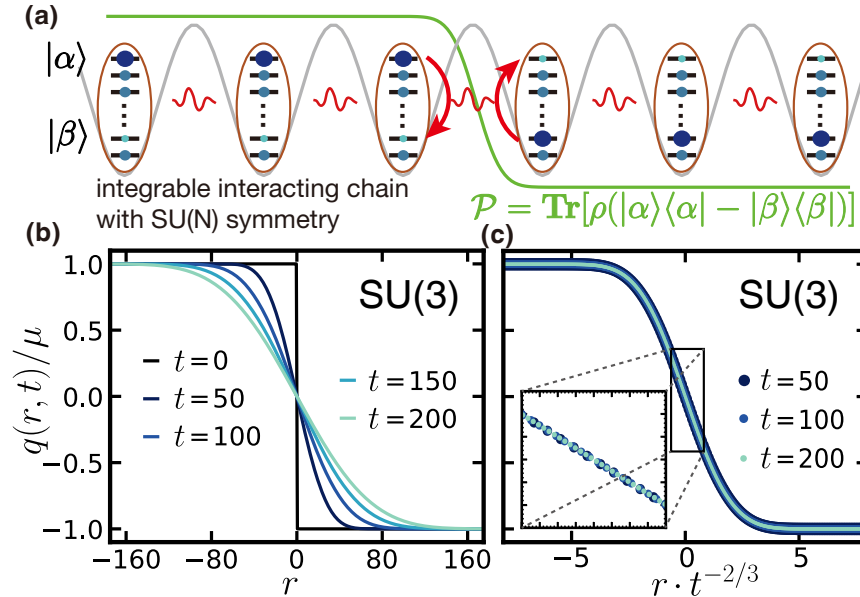 (a)
|α⟩
|β⟩
integrable interacting chain
with SU(N) symmetry
𝒫 = Tr[ρ(|α⟩⟨α| − |β⟩⟨β|)]
(b)
SU(3)
q(r, t)/μ
1.0
0.5
0.0
−0.5
−1.0
t=0
t=50
t=100
t=150
t=200
−160
−80
0
80
160
r
(c)
SU(3)
t=50
t=100
t=200
−5
0
5
r · t^{−2/3}